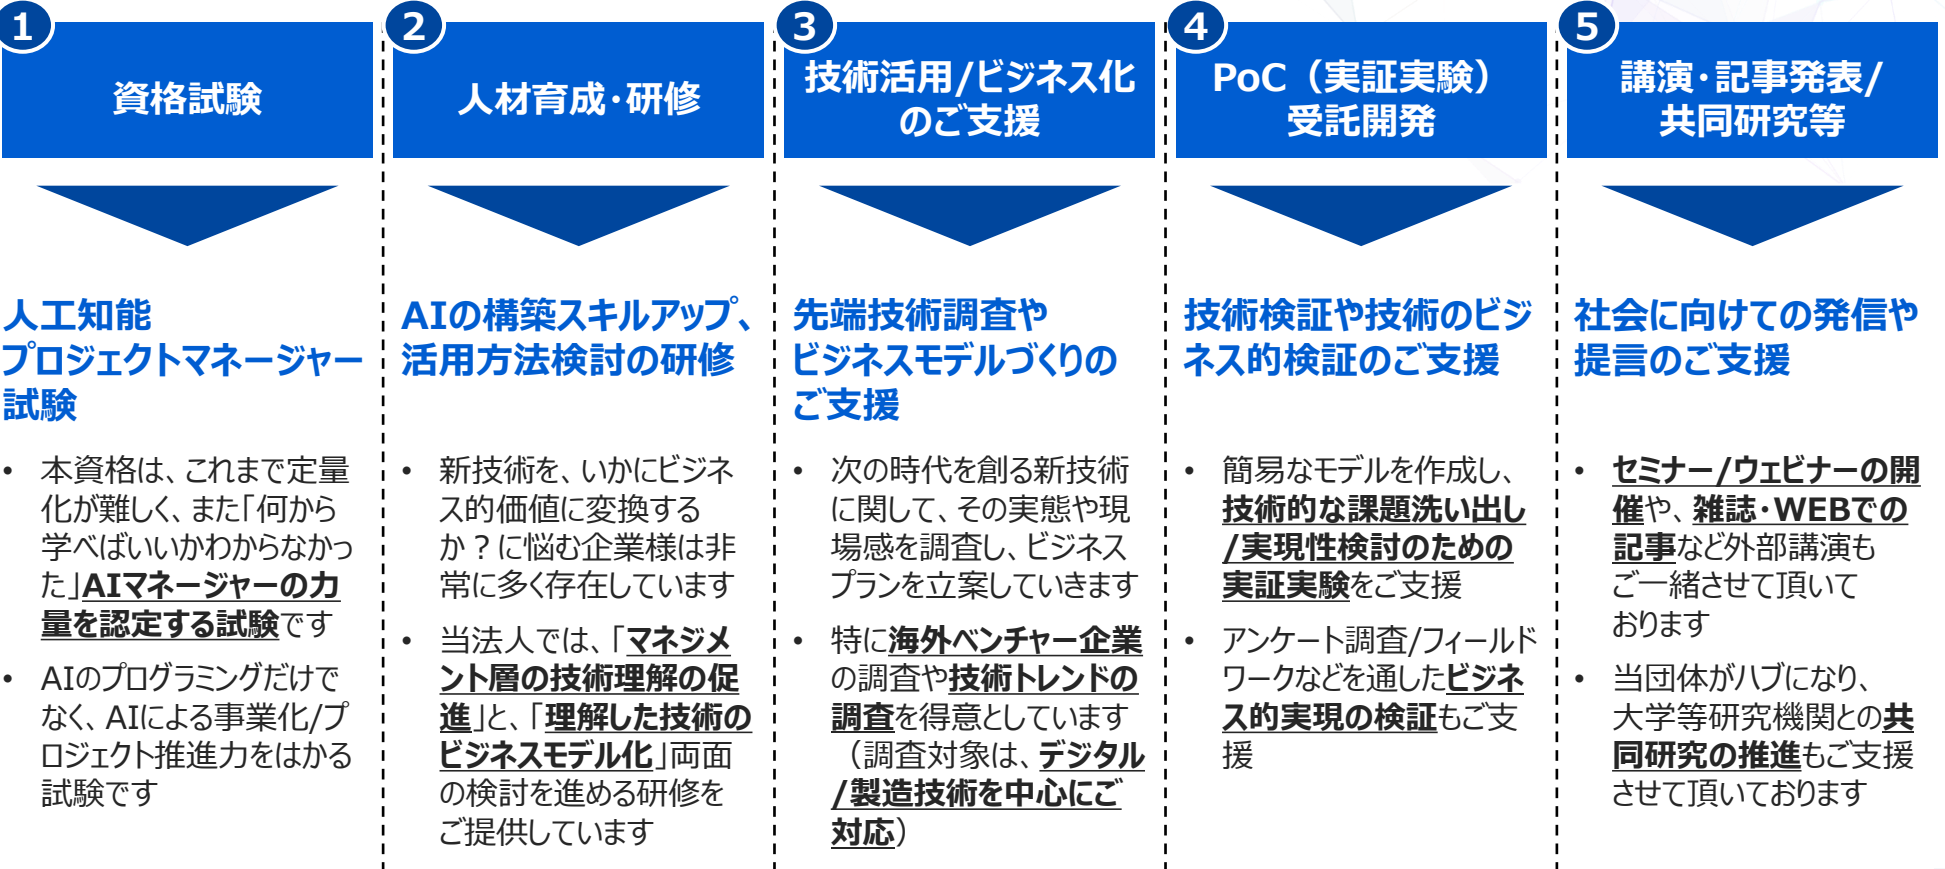 1
資格試験
人工知能
プロジェクトマネージャー
試験
• 本資格は、これまで定量
化が難しく、また「何から
学べばいいかわからなかっ
た」AIマネージャーの力
量を認定する試験です
• AIのプログラミングだけで
なく、AIによる事業化/プ
ロジェクト推進力をはかる
試験です
2
人材育成･研修
AIの構築スキルアップ、
活用方法検討の研修
• 新技術を、いかにビジネ
ス的価値に変換する
か？に悩む企業様は非
常に多く存在しています
• 当法人では、「マネジメ
ント層の技術理解の促
進」と、「理解した技術の
ビジネスモデル化」両面
の検討を進める研修を
ご提供しています
3
技術活用/ビジネス化
のご支援
先端技術調査や
ビジネスモデルづくりの
ご支援
• 次の時代を創る新技術
に関して、その実態や現
場感を調査し、ビジネス
プランを立案していきます
• 特に海外ベンチャー企業
の調査や技術トレンドの
調査を得意としています
（調査対象は、デジタル
/製造技術を中心にご
対応）
4
PoC（実証実験）
受託開発
技術検証や技術のビジ
ネス的検証のご支援
• 簡易なモデルを作成し、
技術的な課題洗い出し
/実現性検討のための
実証実験をご支援
• アンケート調査/フィールド
ワークなどを通したビジネ
ス的実現の検証もご支
援
5
講演･記事発表/
共同研究等
社会に向けての発信や
提言のご支援
• セミナー/ウェビナーの開
催や、雑誌・WEBでの
記事など外部講演も
ご一緒させて頂いて
おります
• 当団体がハブになり、
大学等研究機関との共
同研究の推進もご支援
させて頂いております